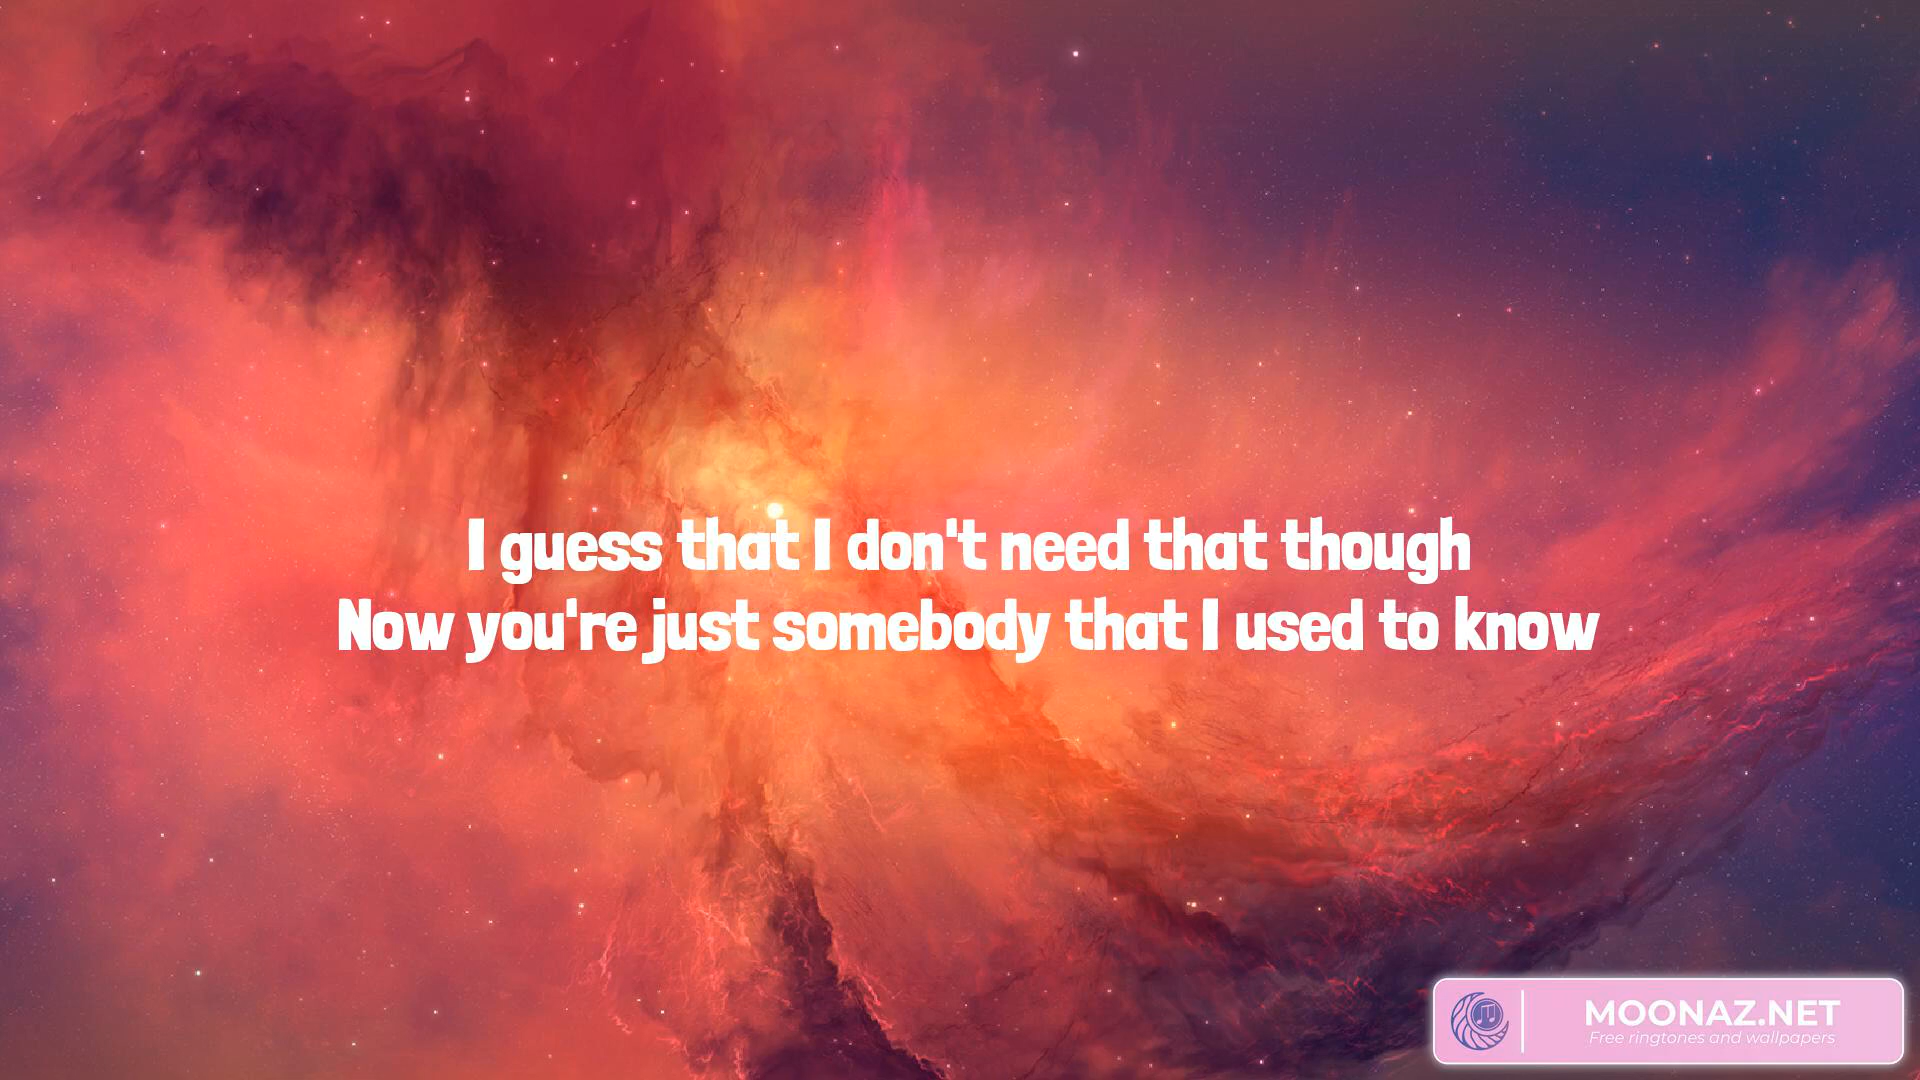 I guess that I don't need that though
Now you're just somebody that I used to know
MOONAZ.NET
Free ringtones and wallpapers